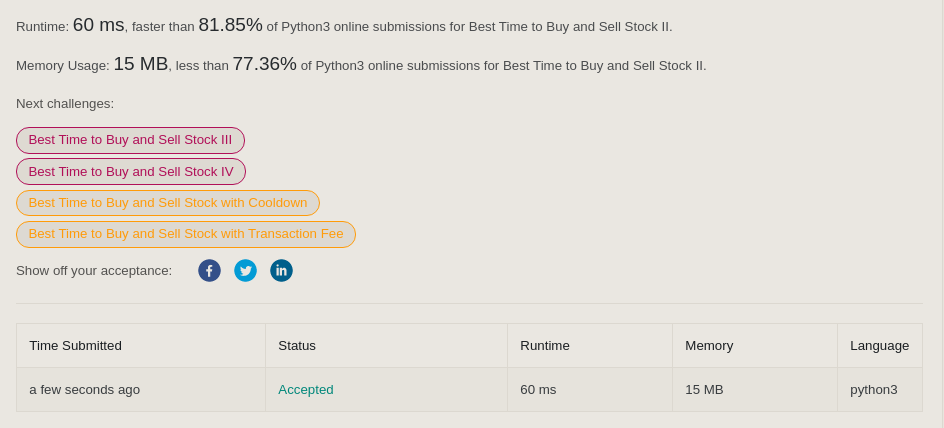 Runtime: 60 ms, faster than 81.85% of Python3 online submissions for Best Time to Buy and Sell Stock II.
Memory Usage: 15 MB, less than 77.36% of Python3 online submissions for Best Time to Buy and Sell Stock II.
Next challenges:
Best Time to Buy and Sell Stock III
Best Time to Buy and Sell Stock IV
Best Time to Buy and Sell Stock with Cooldown
Best Time to Buy and Sell Stock with Transaction Fee
Show off your acceptance:
Time Submitted Status Runtime Memory Language
a few seconds ago Accepted 60 ms 15 MB python3